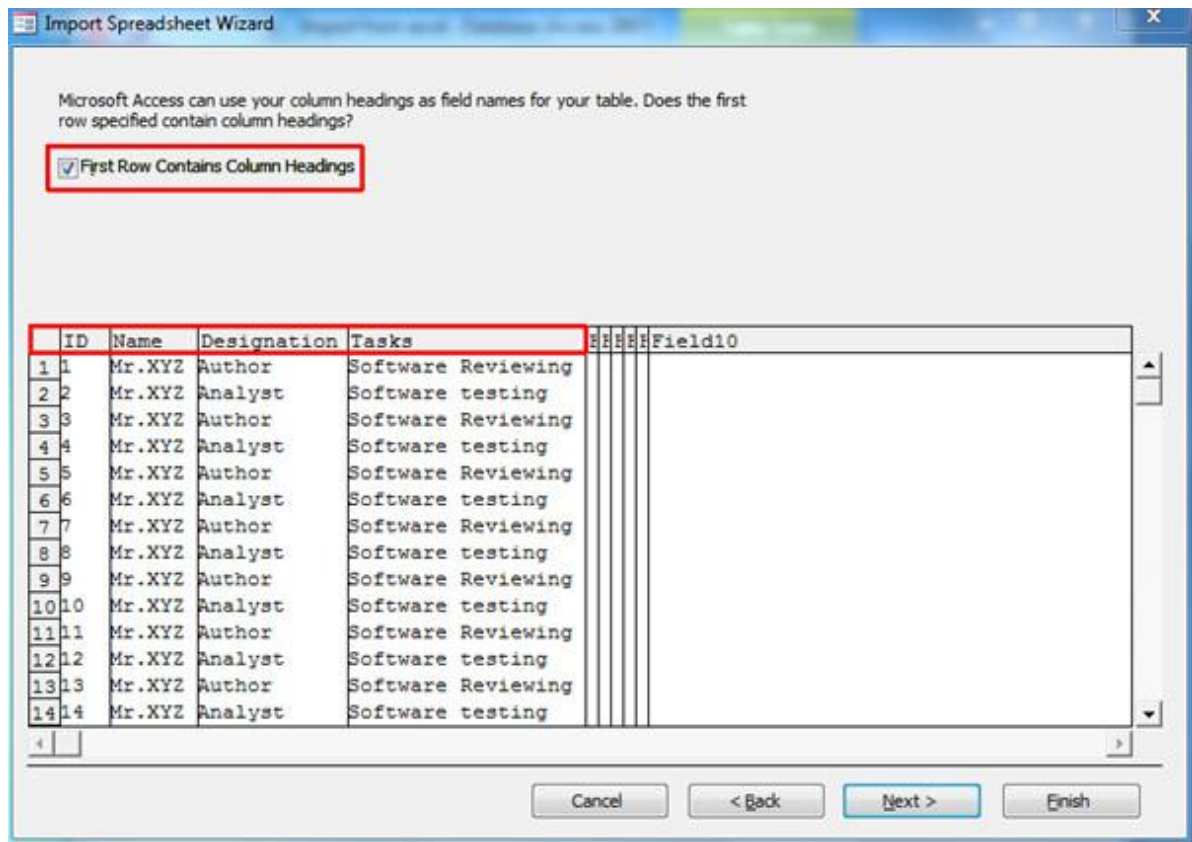 Import Spreadsheet Wizard
x
Microsoft Access can use your column headings as field names for your table. Does the first
row specified contain column headings?
First Row Contains Column Headings
ID Name Designation Tasks F F F F F Field10
1 1 Mr.XYZ Author Software Reviewing
2 2 Mr.XYZ Analyst Software testing
3 3 Mr.XYZ Author Software Reviewing
4 4 Mr.XYZ Analyst Software testing
5 5 Mr.XYZ Author Software Reviewing
6 6 Mr.XYZ Analyst Software testing
7 7 Mr.XYZ Author Software Reviewing
8 8 Mr.XYZ Analyst Software testing
9 9 Mr.XYZ Author Software Reviewing
10 10 Mr.XYZ Analyst Software testing
11 11 Mr.XYZ Author Software Reviewing
12 12 Mr.XYZ Analyst Software testing
13 13 Mr.XYZ Author Software Reviewing
14 14 Mr.XYZ Analyst Software testing
Cancel < Back Next > Finish